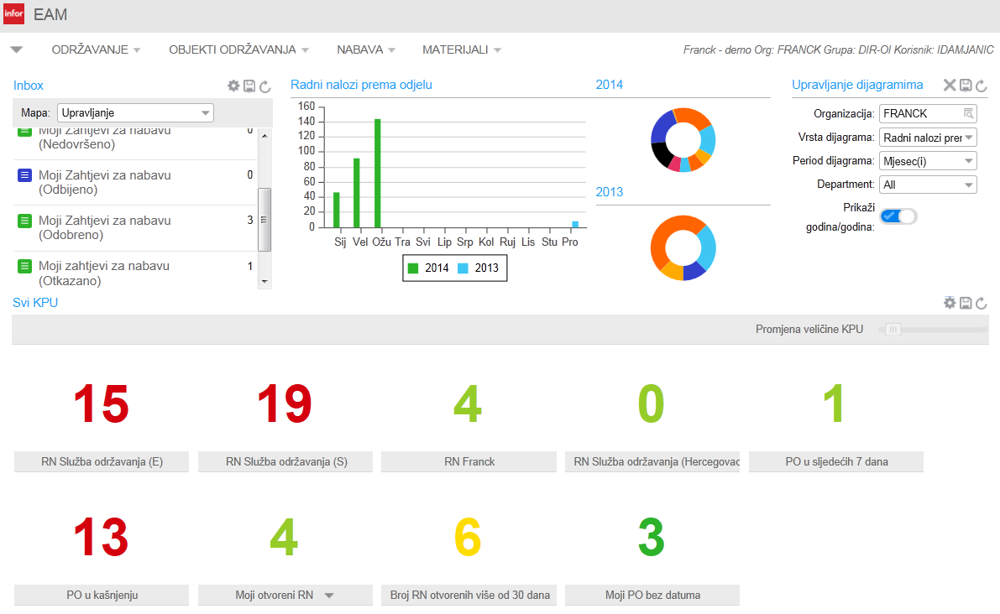 infor EAM
ODRŽAVANJE OBJEKTI ODRŽAVANJA NABAVA MATERIJALI Franck - demo Org: FRANCK Grupa: DIR-OI Korisnik: IDAMJANIC
Inbox
Mapa: Upravljanje
Moji Zahtjevi za nabavu 0
(Nedovršeno)
Moji Zahtjevi za nabavu 0
(Odbijeno)
Moji Zahtjevi za nabavu 3
(Odobreno)
Moji zahtjevi za nabavu 1
(Otkazano)
Radni nalozi prema odjelu
160
140
120
100
80
60
40
20
0
Sij Vel Ožu Tra Svi Lip Srp Kol Ruj Lis Stu Pro
2014 2013
2014
2013
Upravljanje dijagramima
Organizacija: FRANCK
Vrsta dijagrama: Radni nalozi prer
Period dijagrama: Mjesec(i)
Department: All
Prikaži
godina/godina:
Svi KPU
Promjena veličine KPU
15 19 4 0 1
RN Služba održavanja (E) RN Služba održavanja (S) RN Franck RN Služba održavanja (Hercegovac PO u sljedećih 7 dana
13 4 6 3
PO u kašnjenju Moji otvoreni RN Broj RN otvorenih više od 30 dana Moji PO bez datuma